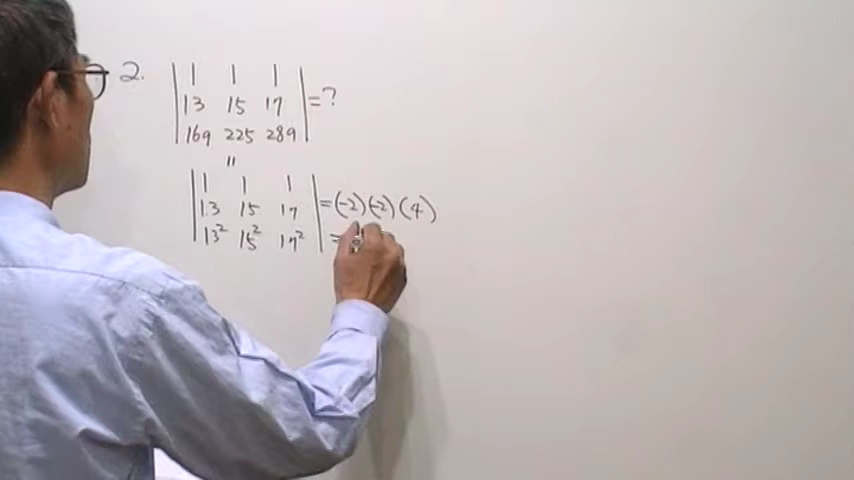 2. | 1 1 1 |
| 13 15 17 | = ?
| 169 225 289 |
"
| 1 1 1 |
| 13 15 17 | = (-2)(-2)(4)
| 13² 15² 17² | =